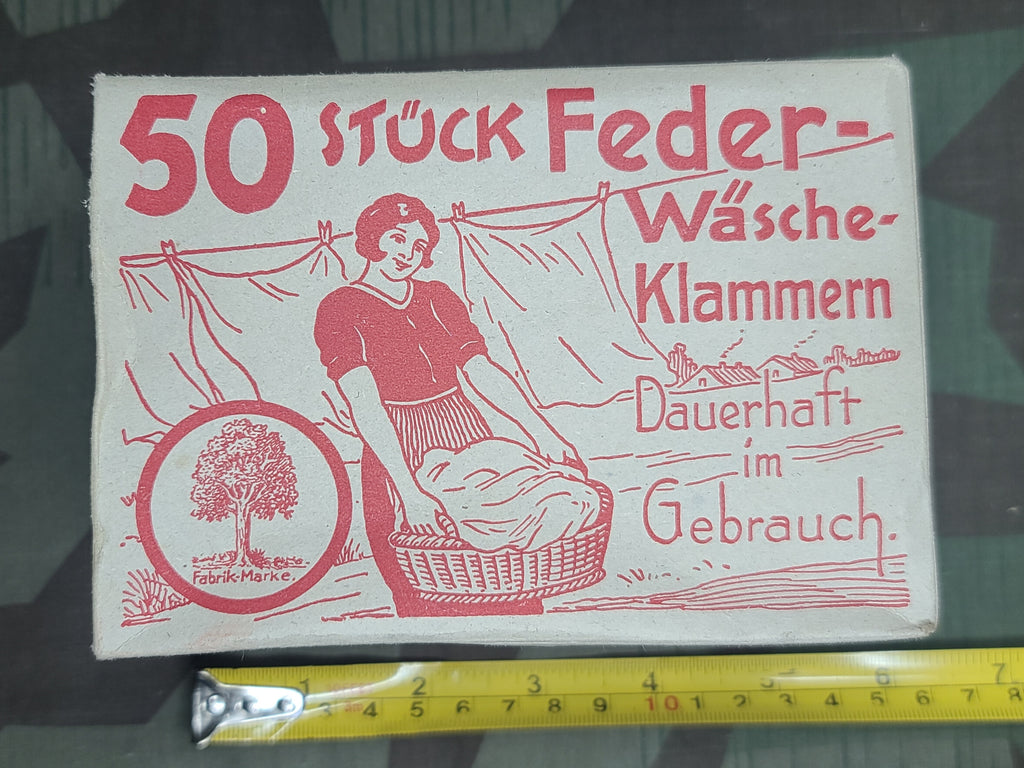 50 STÜCK Feder-
Wäsche-
Klammern
Dauerhaft
im
Gebrauch.
Fabrik-Marke.
1 2 3 4 5 6 7
3 4 5 6 7 8 9 10 1 2 3 4 5 6 7 8